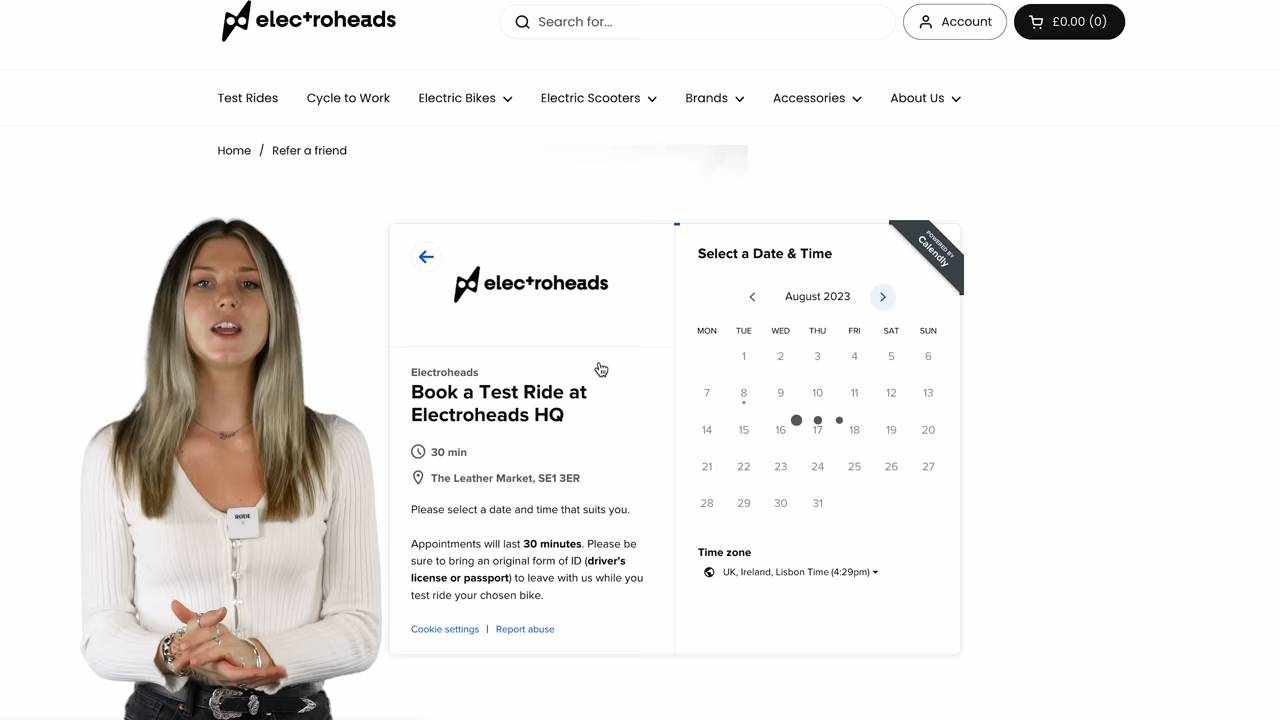 electroheads
Search for...
Account
£0.00 (0)
Test Rides
Cycle to Work
Electric Bikes
Electric Scooters
Brands
Accessories
About Us
Home / Refer a friend
electroheads
Electroheads
Book a Test Ride at
Electroheads HQ
30 min
The Leather Market, SE1 3ER
Please select a date and time that suits you.
Appointments will last 30 minutes. Please be
sure to bring an original form of ID (driver's
license or passport) to leave with us while you
test ride your chosen bike.
Cookie settings | Report abuse
POWERED BY
Calendly
Select a Date & Time
August 2023
MON TUE WED THU FRI SAT SUN
1 2 3 4 5 6
7 8 9 10 11 12 13
14 15 16 17 18 19 20
21 22 23 24 25 26 27
28 29 30 31
Time zone
UK, Ireland, Lisbon Time (4:29pm)
RØDE